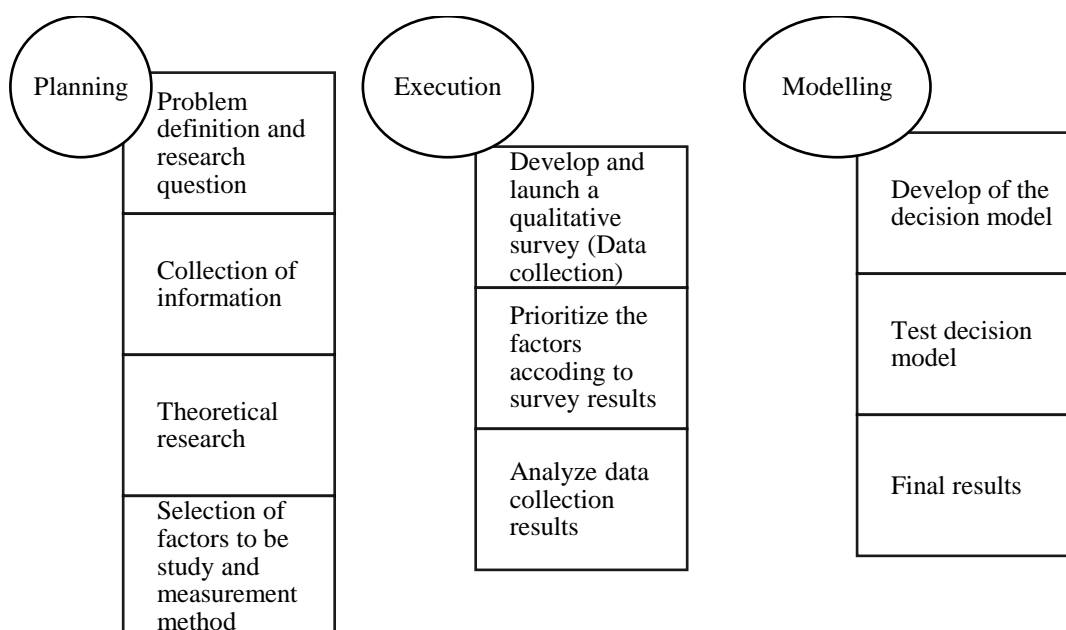 Planning
Problem
definition and
research
question
Collection of
information
Theoretical
research
Selection of
factors to be
study and
measurement
method
Execution
Develop and
launch a
qualitative
survey (Data
collection)
Prioritize the
factors
accoding to
survey results
Analyze data
collection
results
Modelling
Develop of the
decision model
Test decision
model
Final results